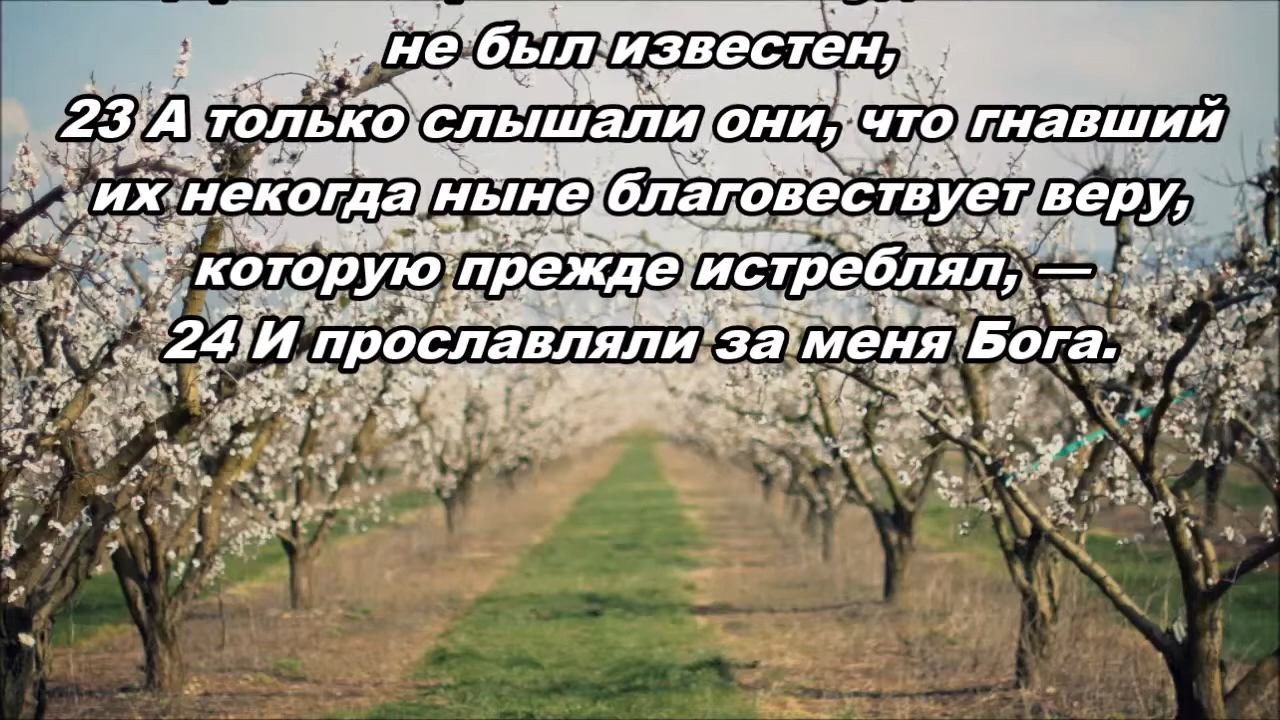 не был известен,
23 А только слышали они, что гнавший
их некогда ныне благовествует веру,
которую прежде истреблял, —
24 И прославляли за меня Бога.